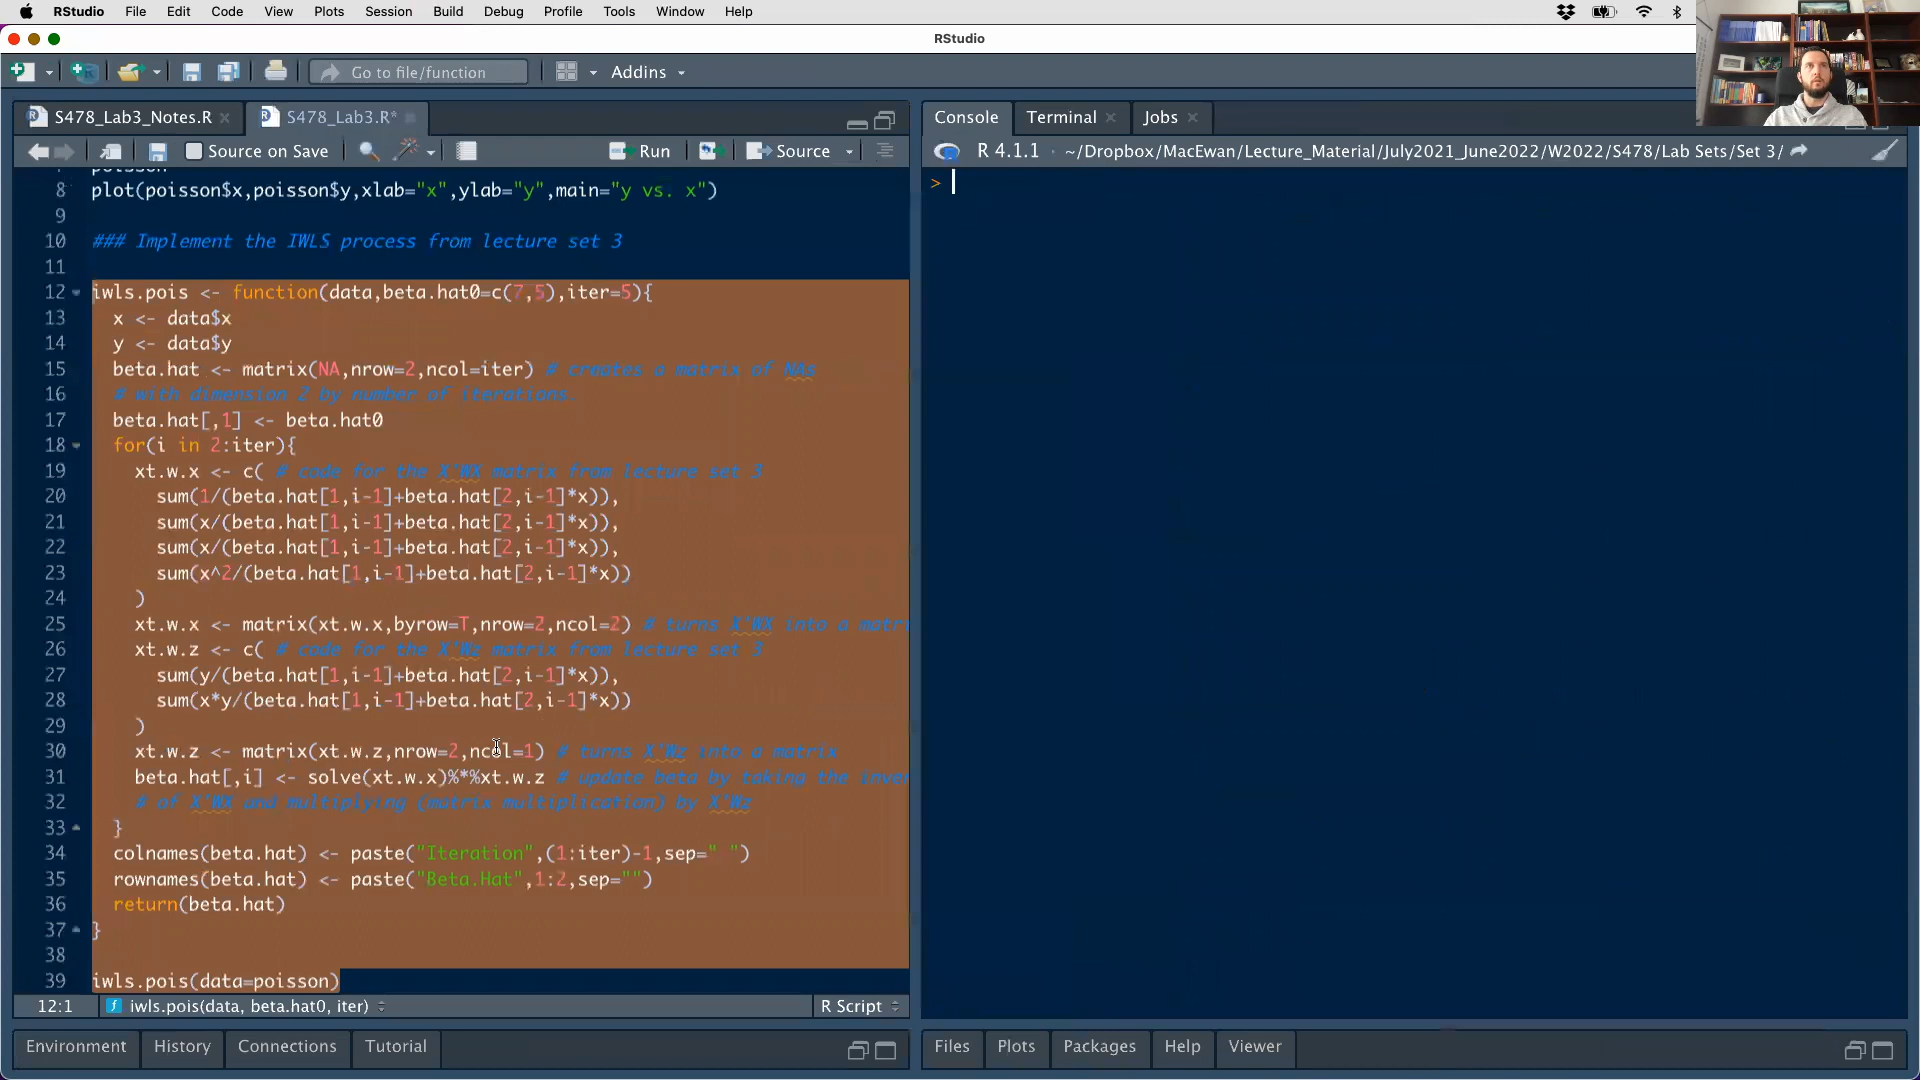 RStudio File Edit Code View Plots Session Build Debug Profile Tools Window Help
RStudio
Go to file/function Addins
S478_Lab3_Notes.R S478_Lab3.R*
Source on Save Run Source
8 plot(poisson$x,poisson$y,xlab="x",ylab="y",main="y vs. x")
9
10 ### Implement the IWLS process from lecture set 3
11
12 iwls.pois <- function(data,beta.hat0=c(7,5),iter=5){
13 x <- data$x
14 y <- data$y
15 beta.hat <- matrix(NA,nrow=2,ncol=iter) # creates a matrix of NAs
16 # with dimension 2 by number of iterations.
17 beta.hat[,1] <- beta.hat0
18 for(i in 2:iter){
19 xt.w.x <- c( # code for the X'WX matrix from lecture set 3
20 sum(1/(beta.hat[1,i-1]+beta.hat[2,i-1]*x)),
21 sum(x/(beta.hat[1,i-1]+beta.hat[2,i-1]*x)),
22 sum(x/(beta.hat[1,i-1]+beta.hat[2,i-1]*x)),
23 sum(x^2/(beta.hat[1,i-1]+beta.hat[2,i-1]*x))
24 )
25 xt.w.x <- matrix(xt.w.x,byrow=T,nrow=2,ncol=2) # turns X'WX into a matr
26 xt.w.z <- c( # code for the X'Wz matrix from lecture set 3
27 sum(y/(beta.hat[1,i-1]+beta.hat[2,i-1]*x)),
28 sum(x*y/(beta.hat[1,i-1]+beta.hat[2,i-1]*x))
29 )
30 xt.w.z <- matrix(xt.w.z,nrow=2,ncol=1) # turns X'Wz into a matrix
31 beta.hat[,i] <- solve(xt.w.x)%*%xt.w.z # update beta by taking the inver
32 # of X'WX and multiplying (matrix multiplication) by X'Wz
33 }
34 colnames(beta.hat) <- paste("Iteration",(1:iter)-1,sep=" ")
35 rownames(beta.hat) <- paste("Beta.Hat",1:2,sep="")
36 return(beta.hat)
37 }
38
39 iwls.pois(data=poisson)
12:1 iwls.pois(data, beta.hat0, iter) R Script
Environment History Connections Tutorial
Console Terminal Jobs
R 4.1.1 · ~/Dropbox/MacEwan/Lecture_Material/July2021_June2022/W2022/S478/Lab Sets/Set 3/
>
Files Plots Packages Help Viewer